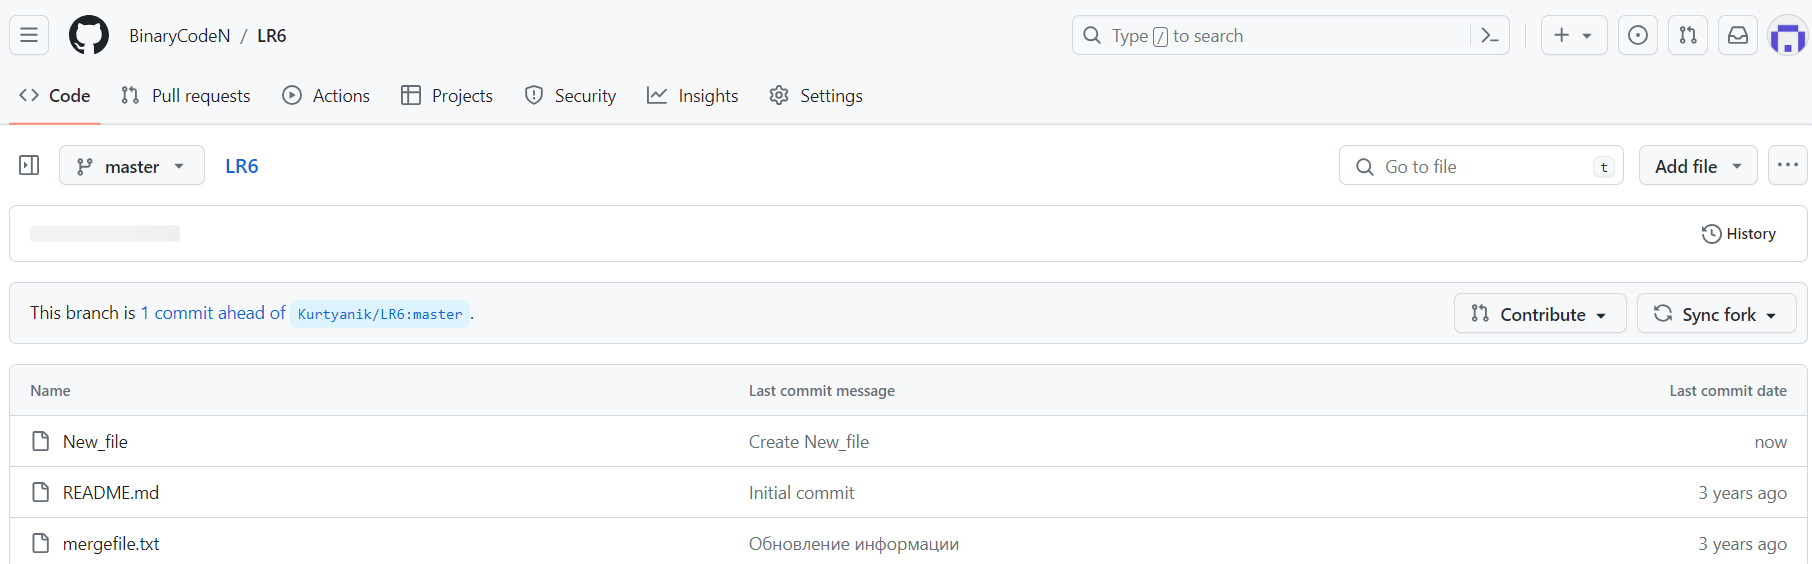 BinaryCodeN / LR6
Type / to search
Code Pull requests Actions Projects Security Insights Settings
master LR6 Go to file t Add file
History
This branch is 1 commit ahead of Kurtyanik/LR6:master .
Contribute Sync fork
Name Last commit message Last commit date
New_file Create New_file now
README.md Initial commit 3 years ago
mergefile.txt Обновление информации 3 years ago